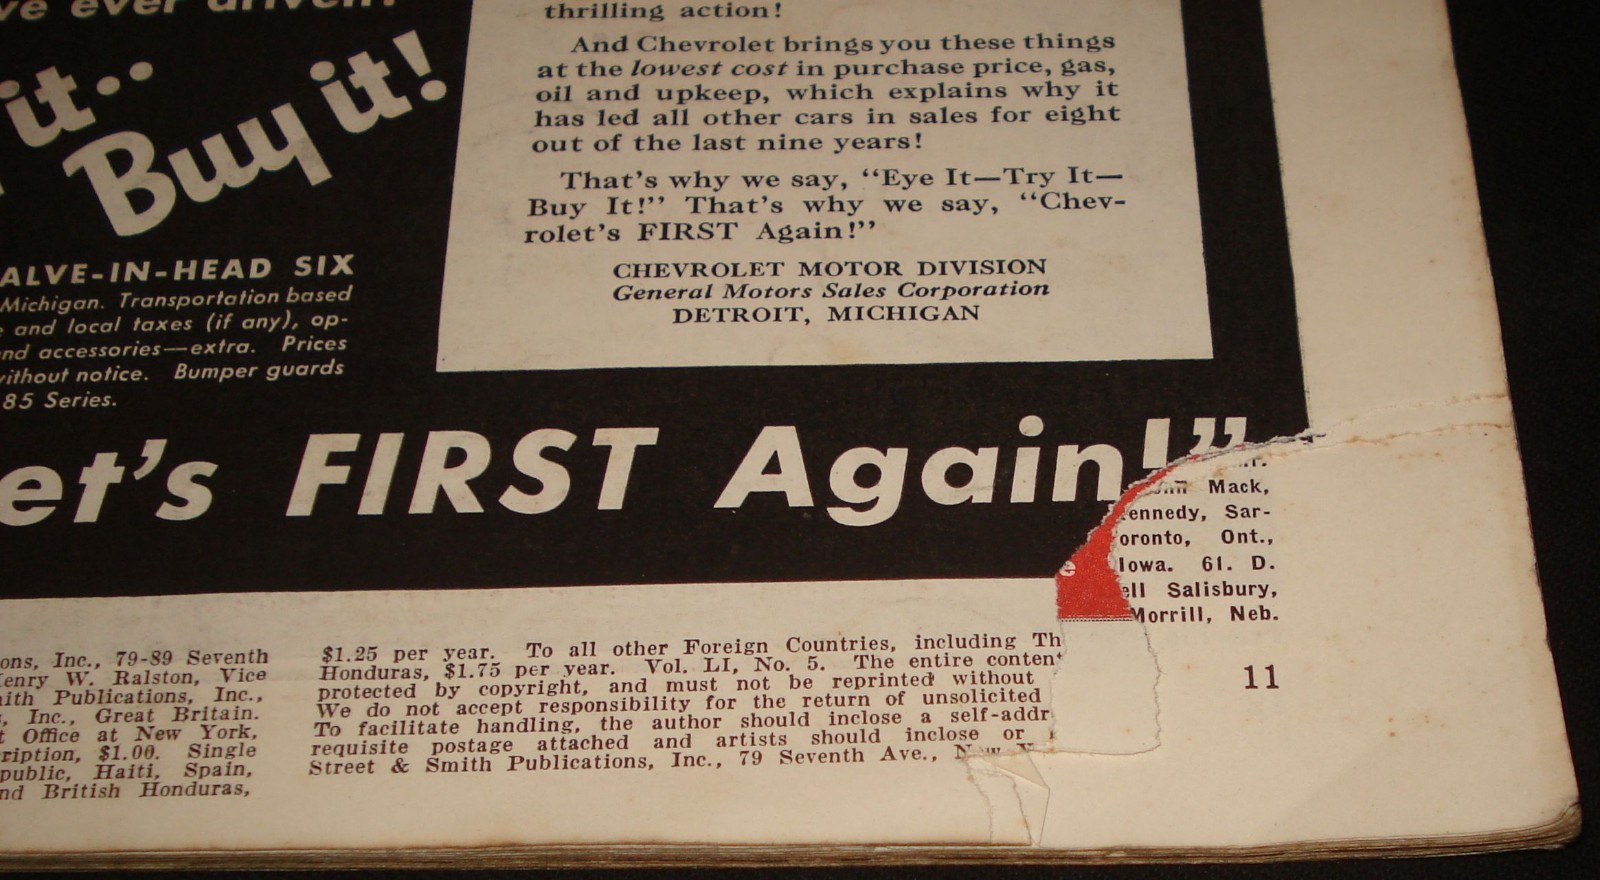 ve ever driven!
it..
Buy it!
thrilling action!
And Chevrolet brings you these things
at the lowest cost in purchase price, gas,
oil and upkeep, which explains why it
has led all other cars in sales for eight
out of the last nine years!
That's why we say, “Eye It—Try It—
Buy It!” That's why we say, “Chev-
rolet's FIRST Again!”
CHEVROLET MOTOR DIVISION
General Motors Sales Corporation
DETROIT, MICHIGAN
ALVE-IN-HEAD SIX
Michigan. Transportation based
and local taxes (if any), op-
nd accessories—extra. Prices
without notice. Bumper guards
85 Series.
et's FIRST Again!”
Mack,
ennedy, Sar-
oronto, Ont.,
e
Iowa. 61. D.
ell Salisbury,
Morrill, Neb.
11
ons, Inc., 79-89 Seventh
enry W. Ralston, Vice
ith Publications, Inc.,
, Inc., Great Britain.
t Office at New York,
ription, $1.00. Single
public, Haiti, Spain,
nd British Honduras,
$1.25 per year. To all other Foreign Countries, including Th
Honduras, $1.75 per year. Vol. LI, No. 5. The entire content
protected by copyright, and must not be reprinted without
We do not accept responsibility for the return of unsolicited
To facilitate handling, the author should inclose a self-addr
requisite postage attached and artists should inclose or
Street & Smith Publications, Inc., 79 Seventh Ave.,